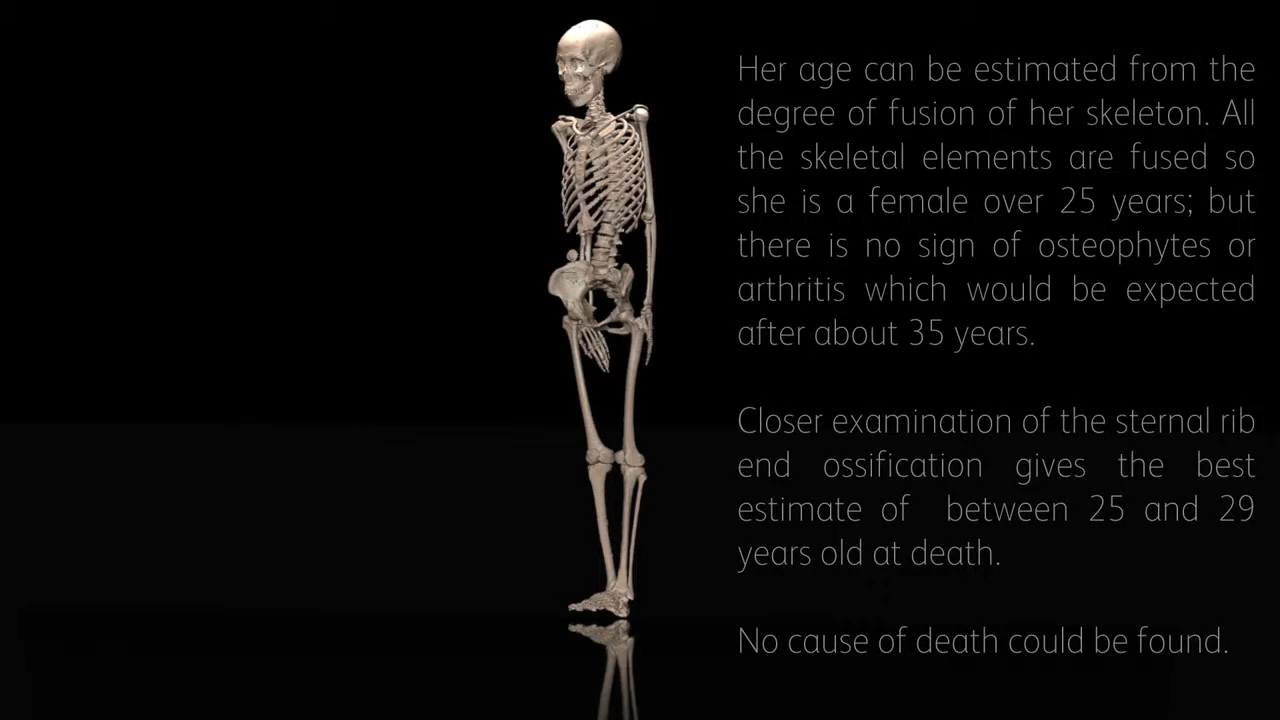 Her age can be estimated from the
degree of fusion of her skeleton. All
the skeletal elements are fused so
she is a female over 25 years; but
there is no sign of osteophytes or
arthritis which would be expected
after about 35 years.
Closer examination of the sternal rib
end ossification gives the best
estimate of between 25 and 29
years old at death.
No cause of death could be found.